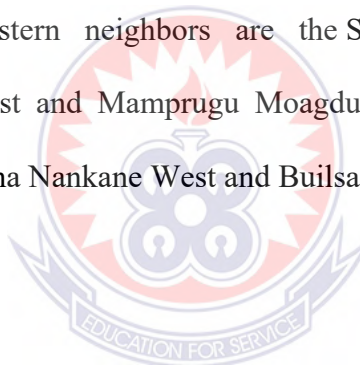 stern neighbors are the S
st and Mamprugu Moagdu
na Nankane West and Builsa
EDUCATION FOR SERVICE